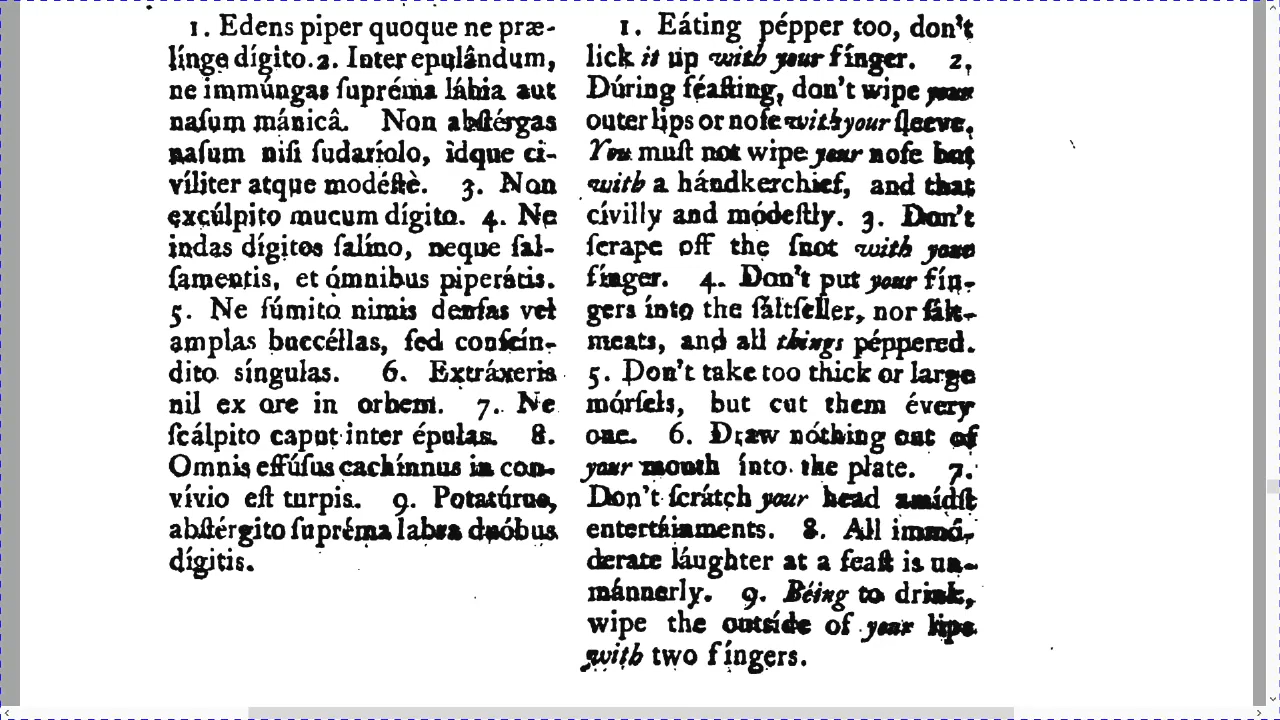 1. Edens piper quoque ne præ-
línge dígito. 2. Inter epulândum,
ne immúngas ſupréma lábia aut
naſum mánicâ. Non abſtérgas
naſum niſi ſudaríolo, idque ci-
víliter atque modéſtè. 3. Non
excúlpito mucum dígito. 4. Ne
indas dígitos ſalíno, neque ſal-
ſamentis, et ómnibus piperátis.
5. Ne ſúmito nimis denſas vel
amplas buccéllas, ſed conſcín-
dito síngulas. 6. Extráxeris
nil ex ore in orbem. 7. Ne
ſcálpito caput inter épulas. 8.
Omnis effúſus cachínnus in con-
vívio eſt turpis. 9. Potatúrus,
abſtérgito ſupréma labra duóbus
dígitis.
1. Eáting pépper too, don't
lick it up with your fínger. 2.
Dúring féaſting, don't wipe your
outer lips or noſe with your ſleeve.
You muſt not wipe your noſe but
with a hándkerchief, and that
cívilly and módeſtly. 3. Don't
ſcrape off the ſnot with your
fínger. 4. Don't put your fín-
gers ínto the ſáltſeller, nor ſált-
meats, and all things péppered.
5. Don't take too thick or large
mórſels, but cut them évery
one. 6. Draw nóthing out of
your mouth ínto the plate. 7.
Don't ſcrátch your head amídſt
entertáinments. 8. All immó-
derate láughter at a feaſt is un-
mánnerly. 9. Béing to drink,
wipe the outsíde of your lips
with two fíngers.